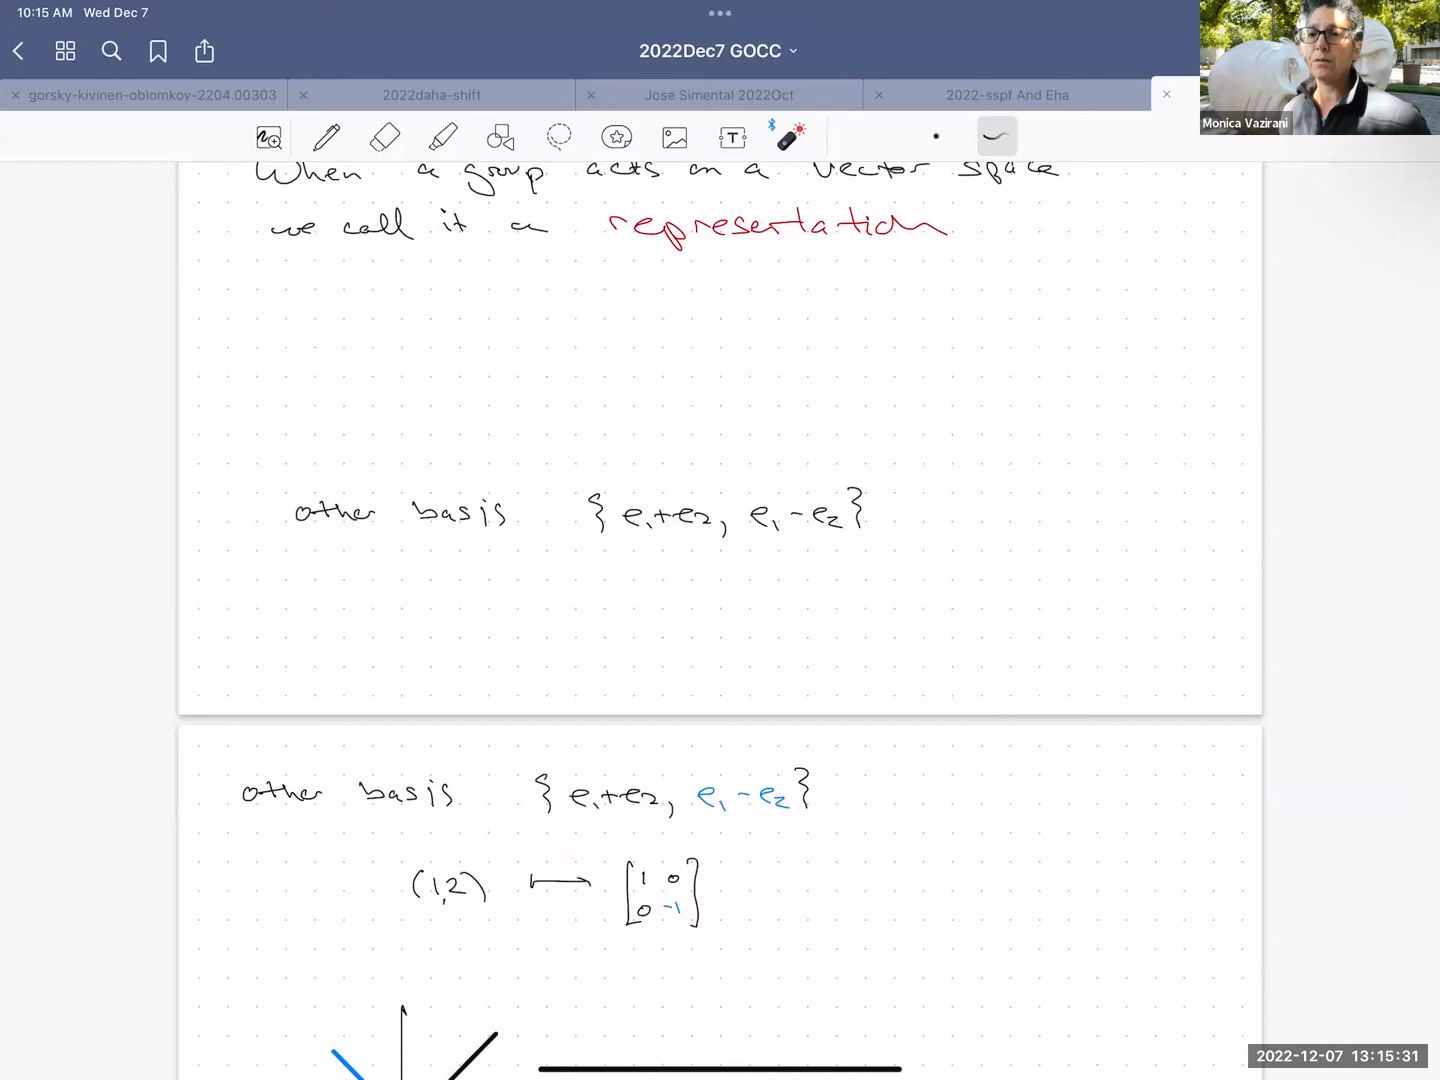 10:15 AM Wed Dec 7
2022Dec7 GOCC
gorsky-kivinen-oblomkov-2204.00303
2022daha-shift
Jose Simental 2022Oct
2022-sspf And Eha
Monica Vazirani
When a group acts on a vector space
we call it a representation
other basis { e1+e2, e1-e2}
other basis { e1+e2, e1-e2}
(1,2) ⟼ [1 0
0 -1]
2022-12-07 13:15:31